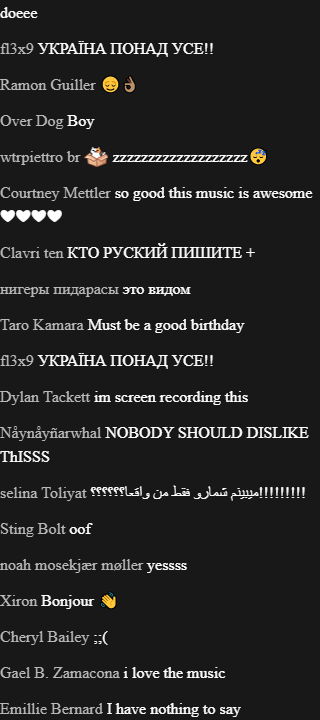 doeee
fl3x9 УКРАЇНА ПОНАД УСЕ!!
Ramon Guiller 😔👌🏽
Over Dog Boy
wtrpiettro br zzzzzzzzzzzzzzzzzzz😴
Courtney Mettler so good this music is awesome
🤍🤍🤍🤍
Clavri ten КТО РУСКИЙ ПИШИТЕ +
нигеры пидарасы это видом
Taro Kamara Must be a good birthday
fl3x9 УКРАЇНА ПОНАД УСЕ!!
Dylan Tackett im screen recording this
Nåynåyñarwhal NOBODY SHOULD DISLIKE
ThISSS
selina Toliyat میبینم شمارو فقط من واقعا؟؟؟؟؟؟!!!!!!!!!
Sting Bolt oof
noah mosekjær møller yessss
Xiron Bonjour 👋
Cheryl Bailey ;;(
Gael B. Zamacona i love the music
Emillie Bernard I have nothing to say